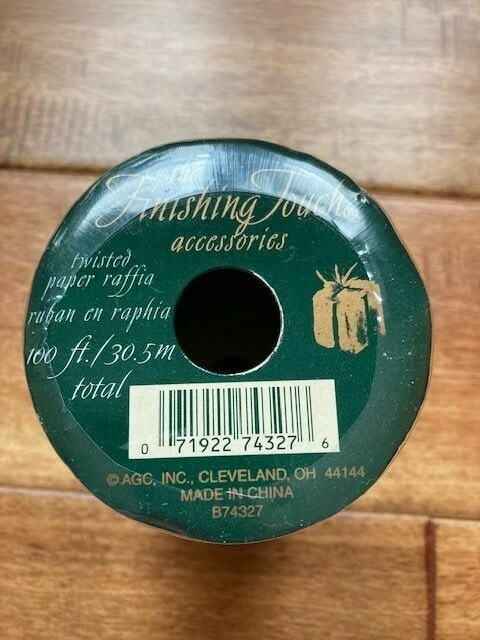 the
Finishing Touch®
accessories
twisted
paper raffia
ruban en raphia
100 ft./30.5m
total
0 71922 74327 6
© AGC, INC., CLEVELAND, OH 44144
MADE IN CHINA
B74327